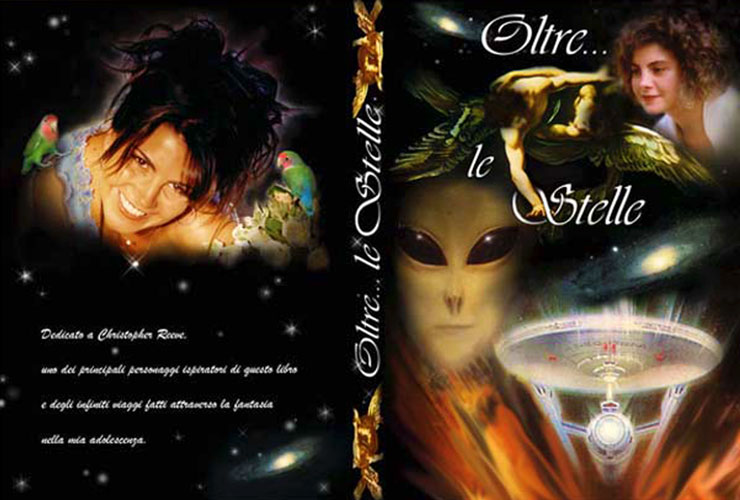 Dedicato a Christopher Reeve,
uno dei principali personaggi ispiratori di questo libro
e degli infiniti viaggi fatti attraverso la fantasia
nella mia adolescenza.
Oltre... le Stelle
Oltre...
le Stelle